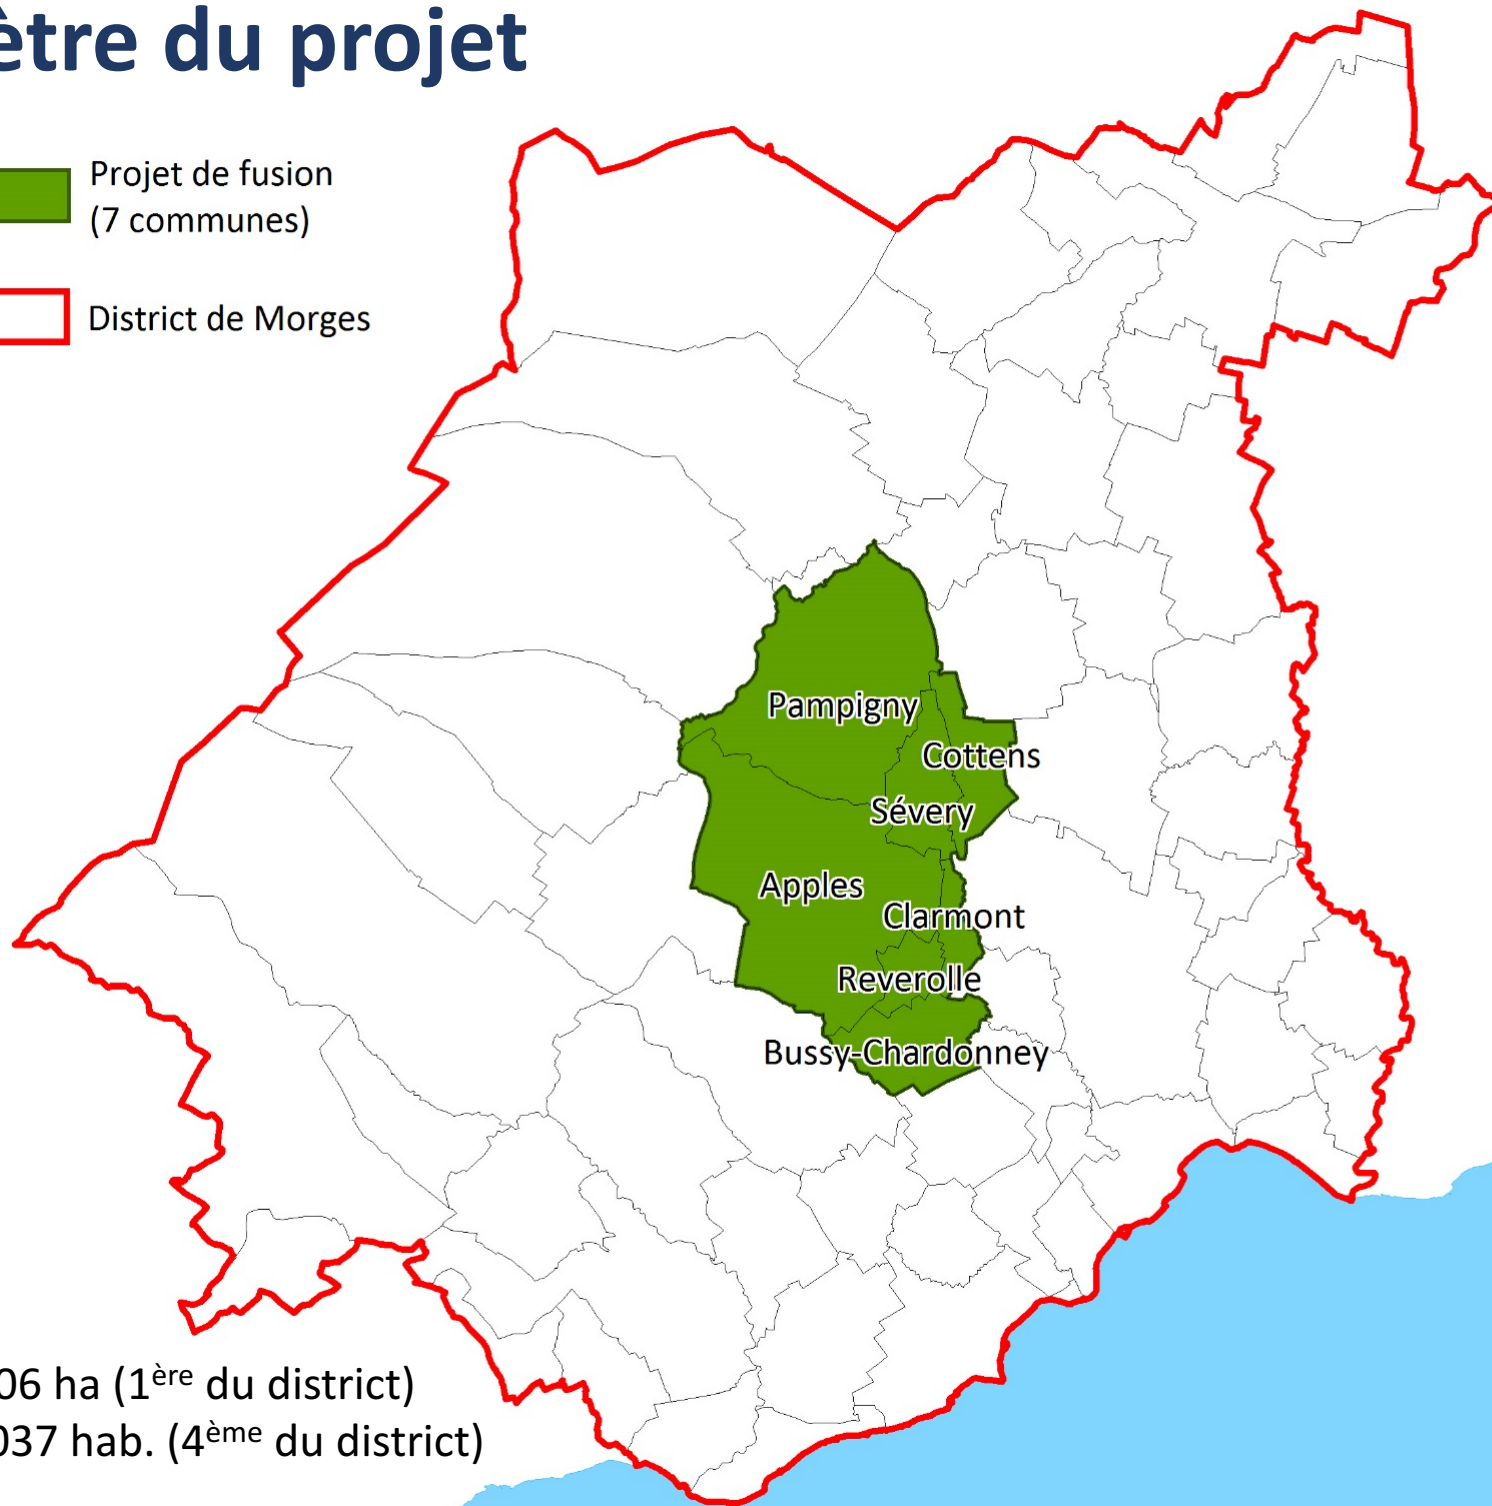 ètre du projet
Projet de fusion
(7 communes)
District de Morges
Pampigny
Cottens
Sévery
Apples
Clarmont
Reverolle
Bussy-Chardonney
06 ha (1ère du district)
037 hab. (4ème du district)